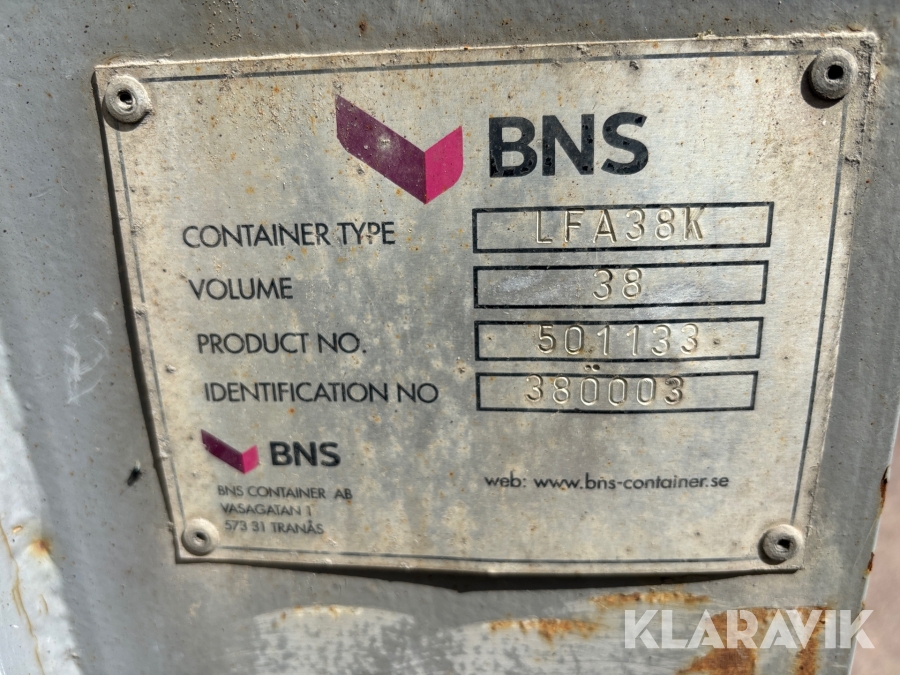 BNS
CONTAINER TYPE LFA38K
VOLUME 38
PRODUCT NO. 501133
IDENTIFICATION NO 380003
BNS
BNS CONTAINER AB
VASAGATAN 1
573 31 TRANÅS
web: www.bns-container.se
KLARAVIK